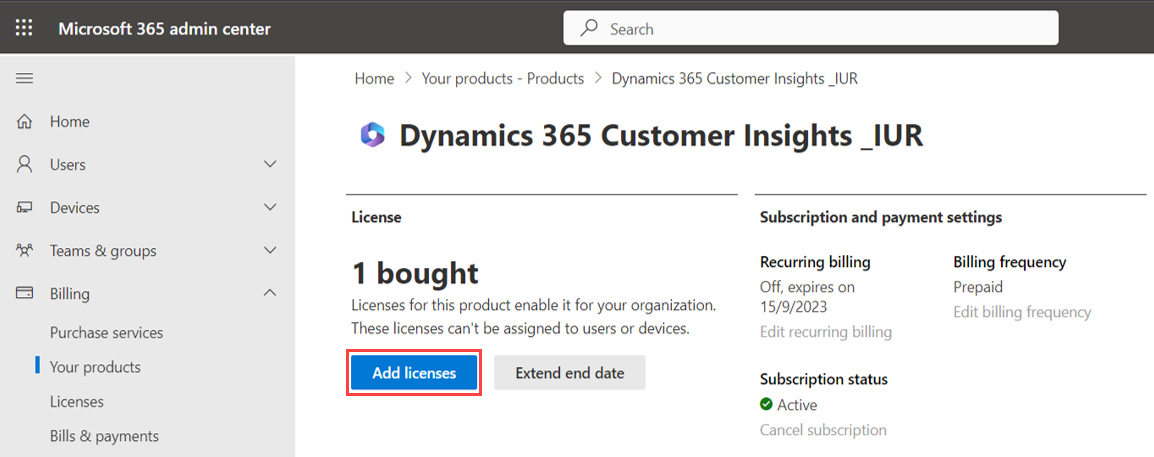 Microsoft 365 admin center
Search
Home
Users
Devices
Teams & groups
Billing
Purchase services
Your products
Licenses
Bills & payments
Home > Your products - Products > Dynamics 365 Customer Insights _IUR
Dynamics 365 Customer Insights _IUR
License
1 bought
Licenses for this product enable it for your organization.
These licenses can't be assigned to users or devices.
Add licenses
Extend end date
Subscription and payment settings
Recurring billing
Off, expires on
15/9/2023
Edit recurring billing
Billing frequency
Prepaid
Edit billing frequency
Subscription status
Active
Cancel subscription